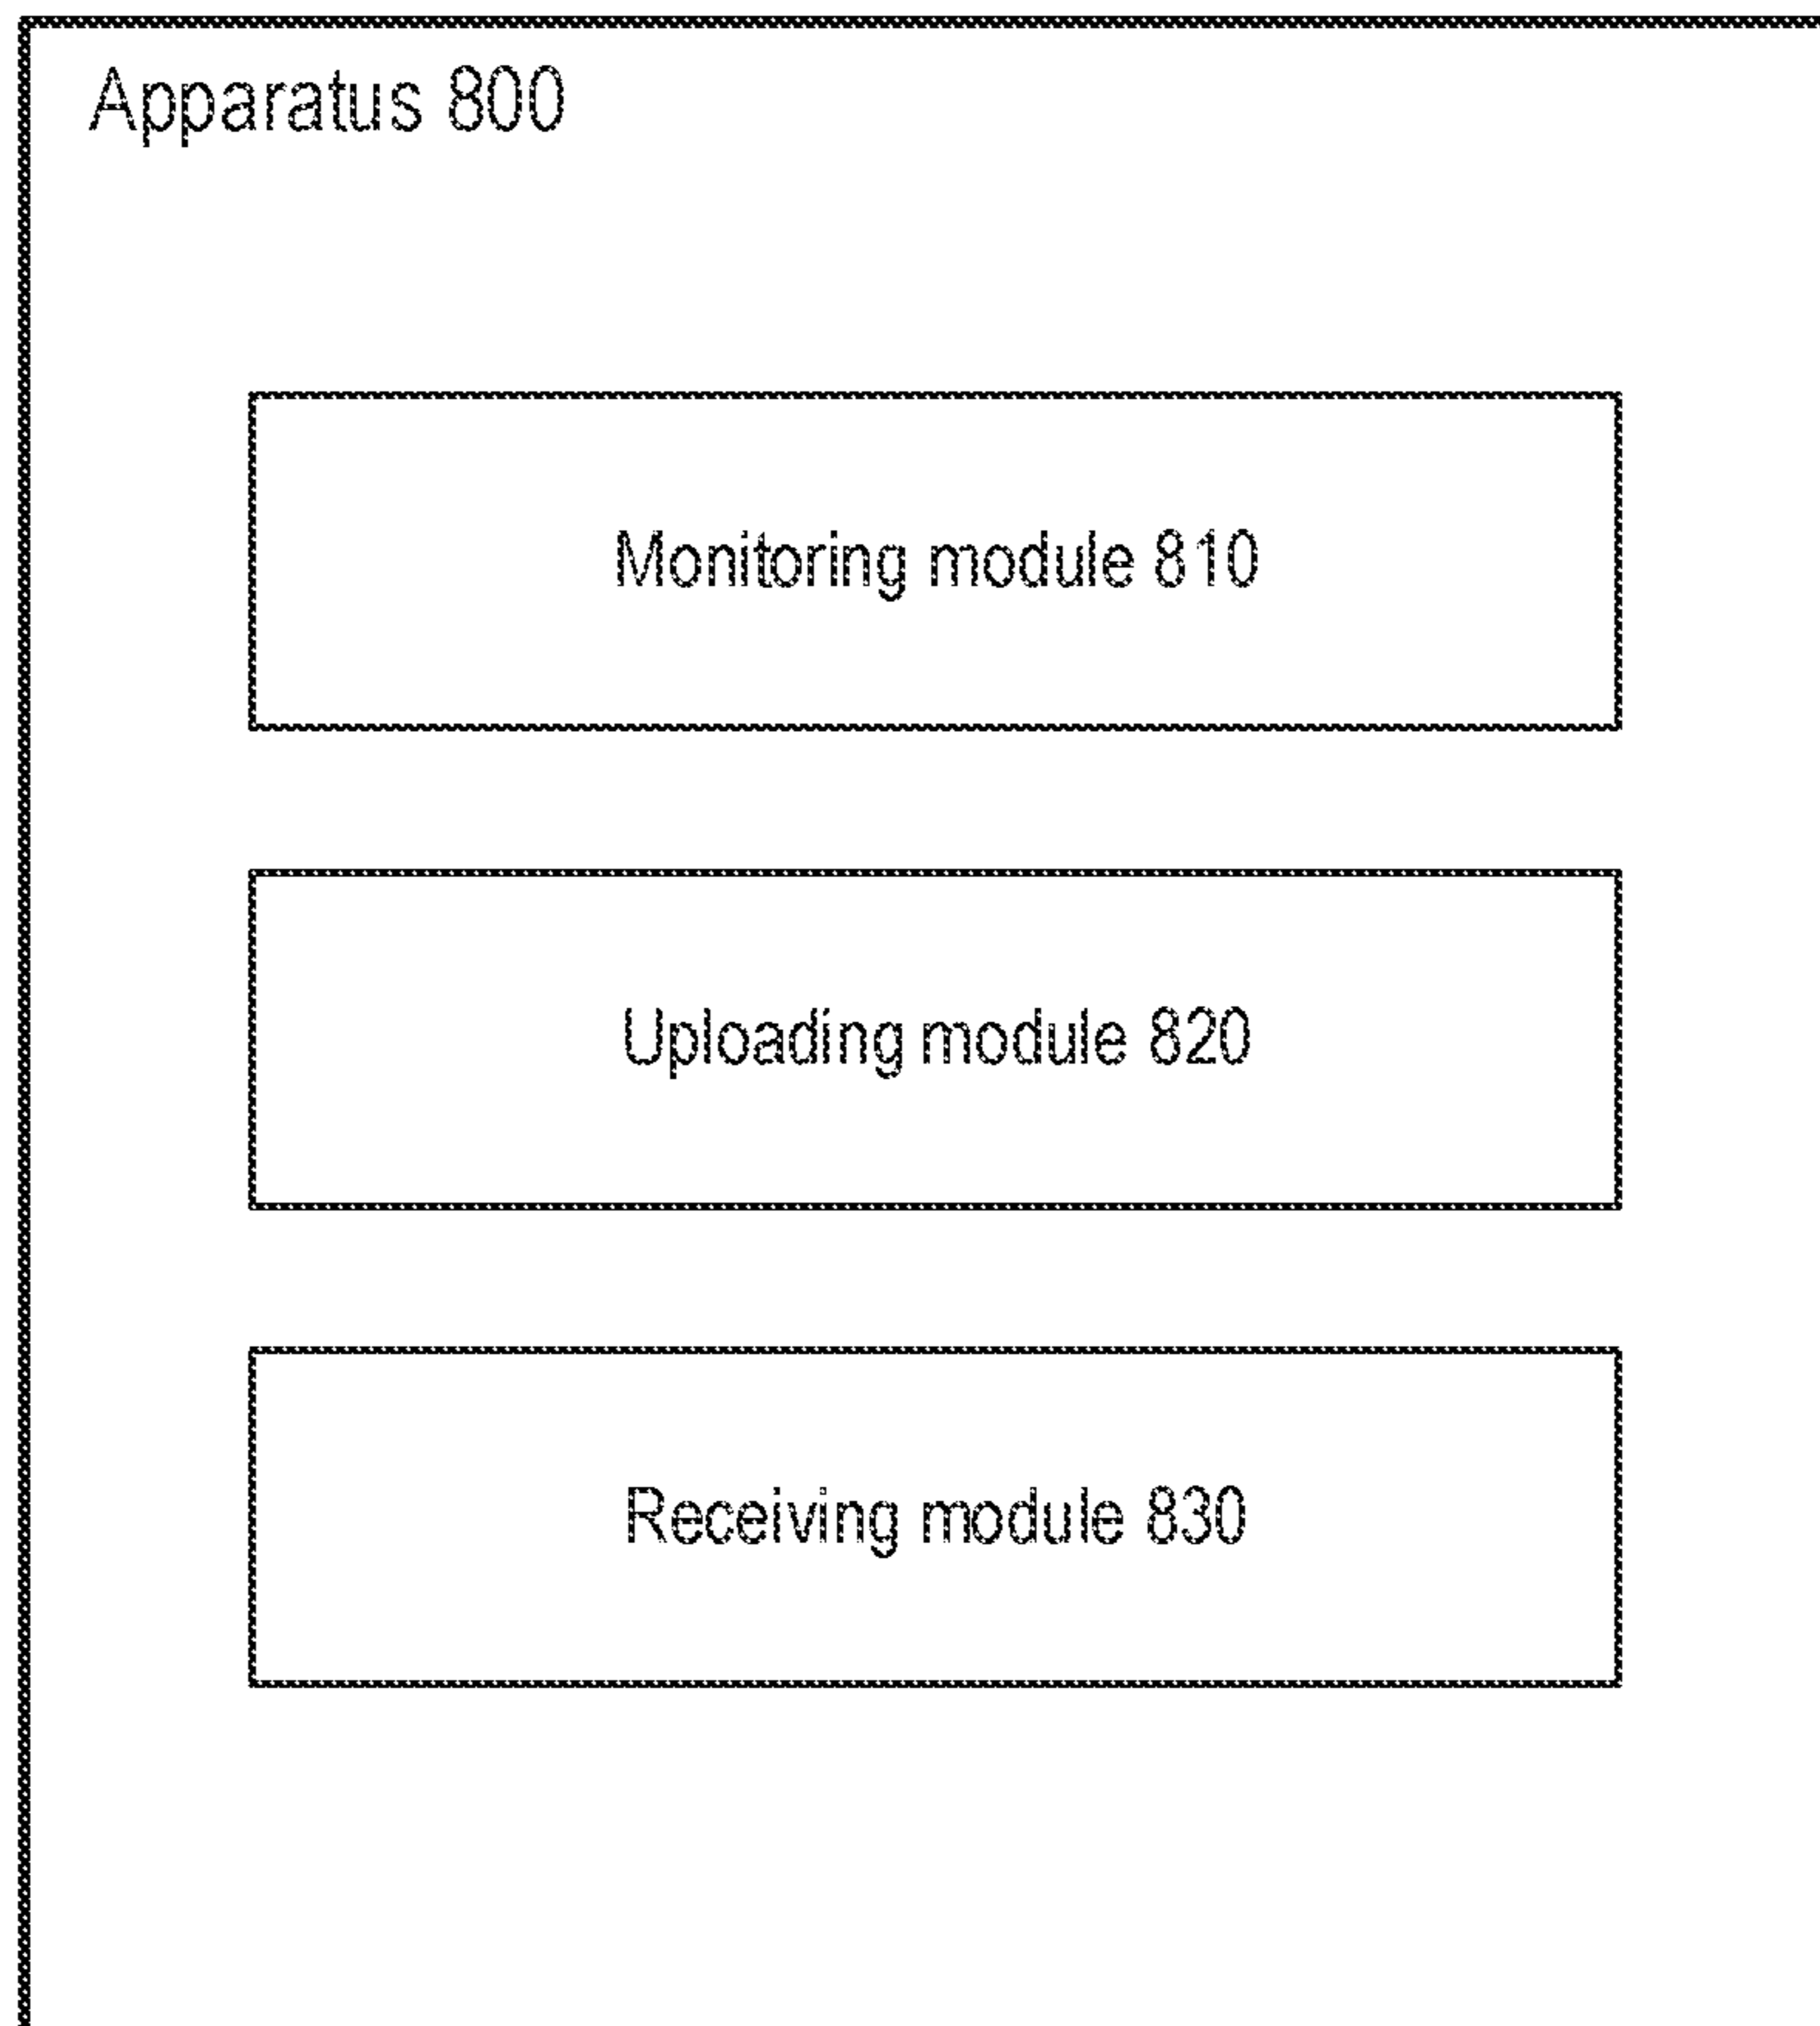 Apparatus 800
Monitoring module 810
Uploading module 820
Receiving module 830